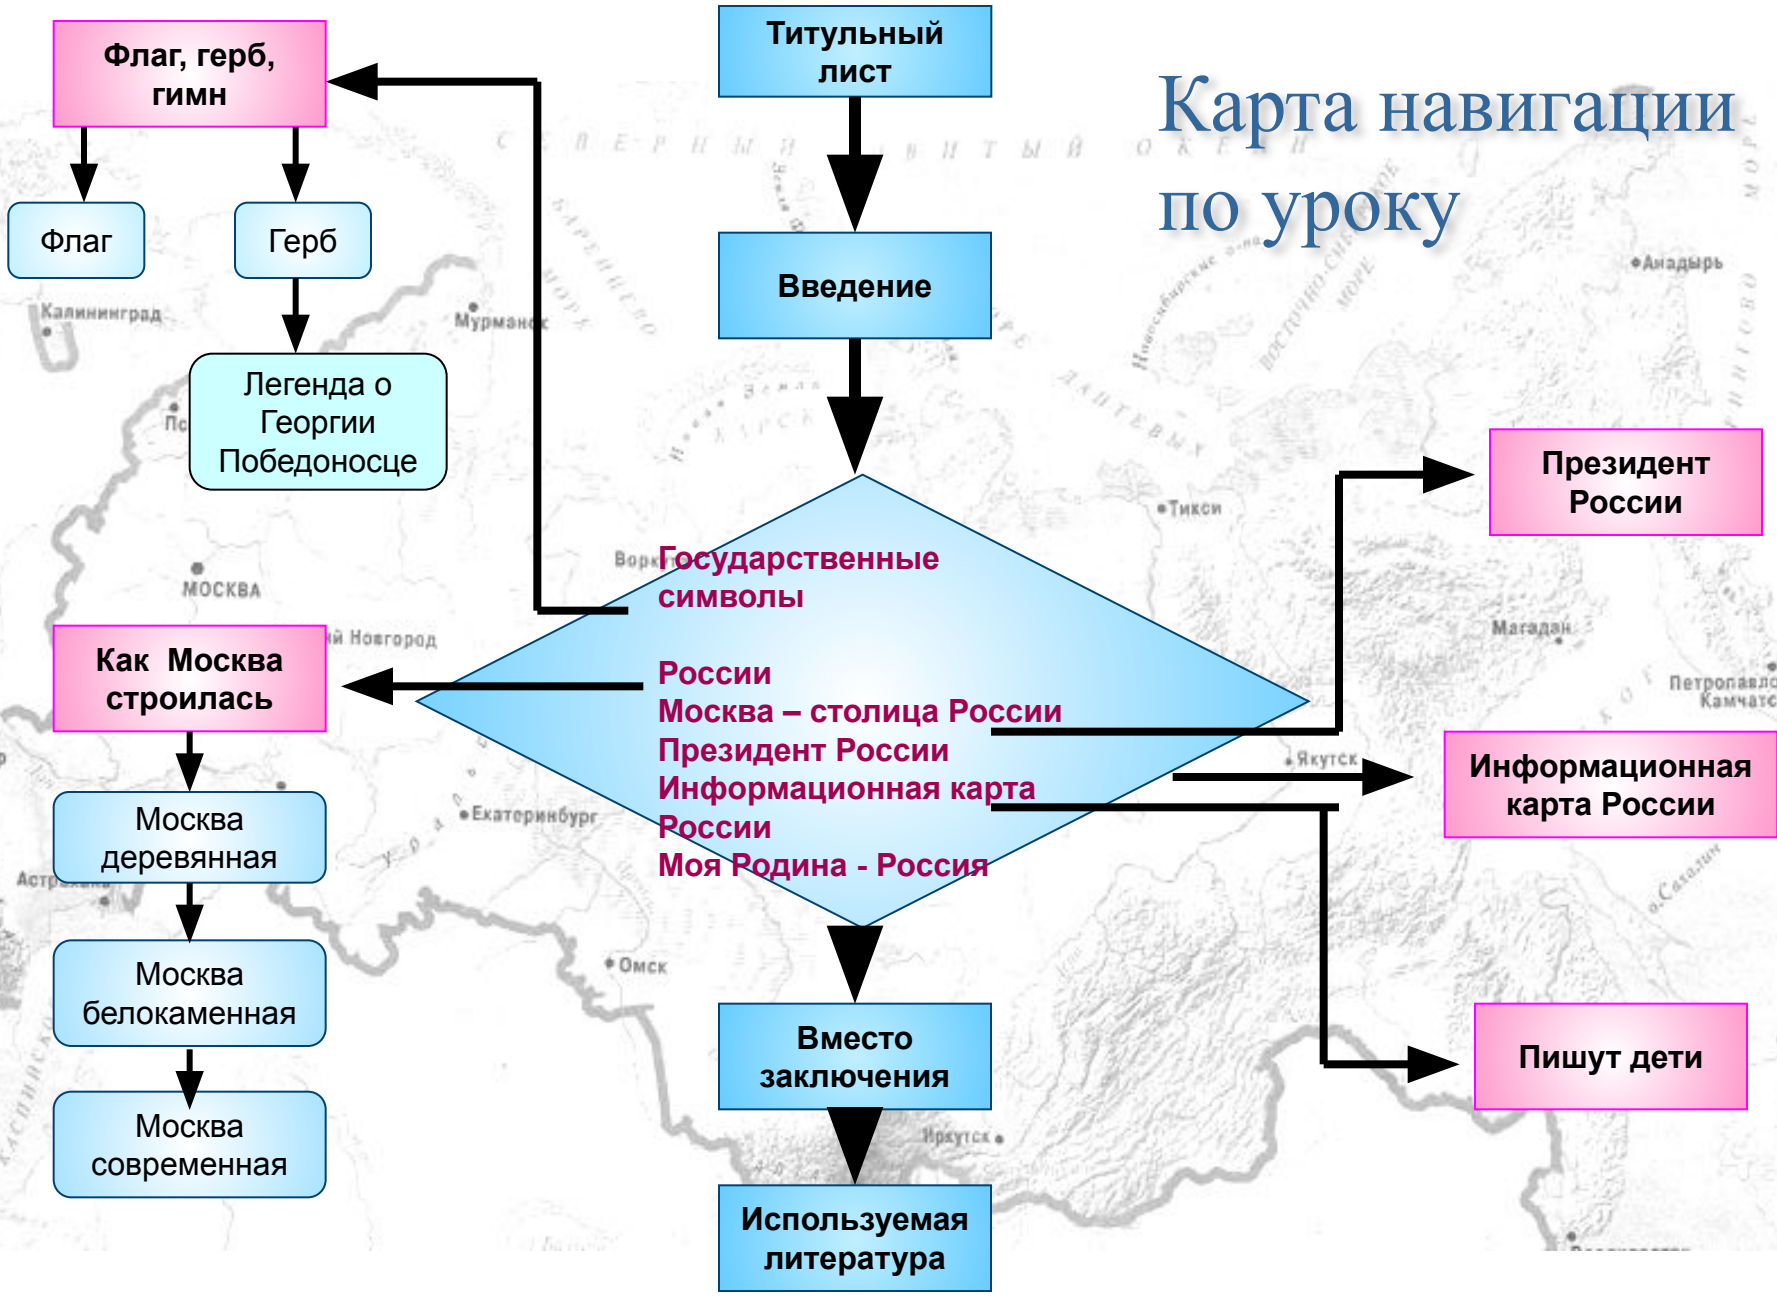 Карта навигации
по уроку
Титульный
лист
Введение
Флаг, герб,
гимн
Флаг
Герб
Легенда о
Георгии
Победоносце
Государственные
символы
России
Москва – столица России
Президент России
Информационная карта
России
Моя Родина - Россия
Президент
России
Информационная
карта России
Пишут дети
Как Москва
строилась
Москва
деревянная
Москва
белокаменная
Москва
современная
Вместо
заключения
Используемая
литература
Калининград
Мурманск
МОСКВА
Екатеринбург
Омск
Иркутск
Якутск
Тикси
Магадан
Анадырь
о.Сахалин
БАРЕНЦЕВО
МОРЕ